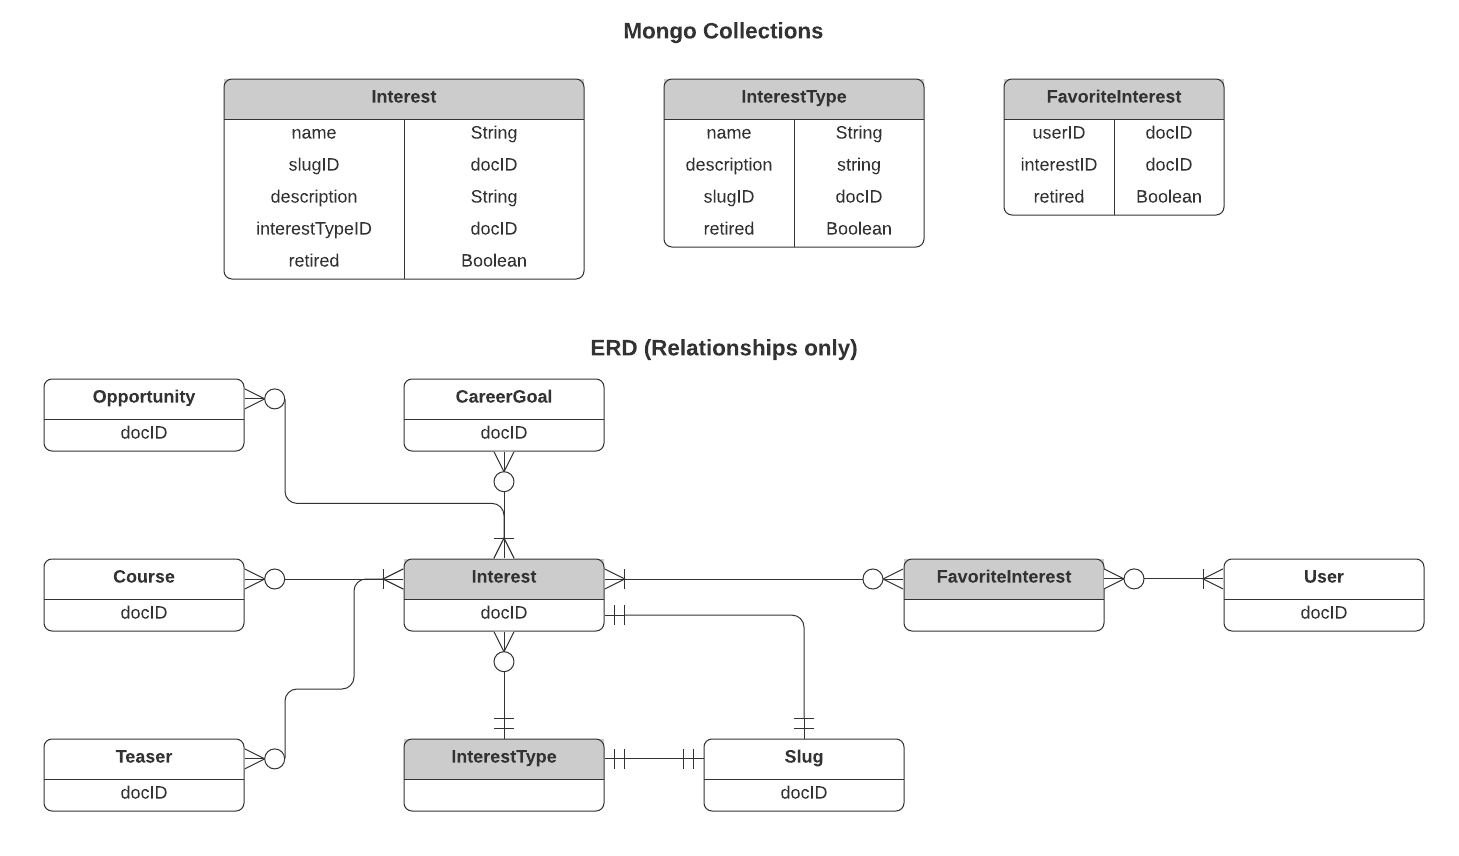 Mongo Collections
Interest
name String
slugID docID
description String
interestTypeID docID
retired Boolean
InterestType
name String
description string
slugID docID
retired Boolean
FavoriteInterest
userID docID
interestID docID
retired Boolean
ERD (Relationships only)
Opportunity
docID
CareerGoal
docID
Course
docID
Interest
docID
FavoriteInterest
User
docID
Teaser
docID
InterestType
Slug
docID